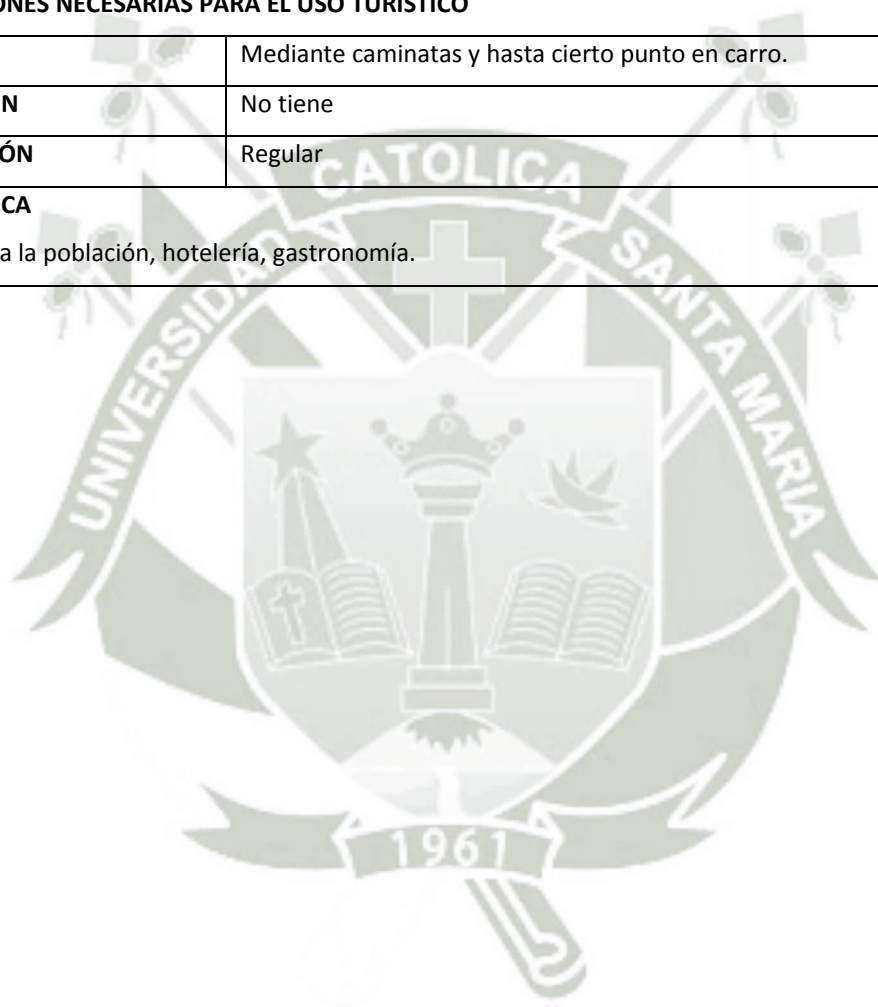 ONES NECESARIAS PARA EL USO TURÍSTICO
Mediante caminatas y hasta cierto punto en carro.
N No tiene
ÓN Regular
CA
a la población, hotelería, gastronomía.
UNIVERSIDAD CATOLICA SANTA MARIA
1961